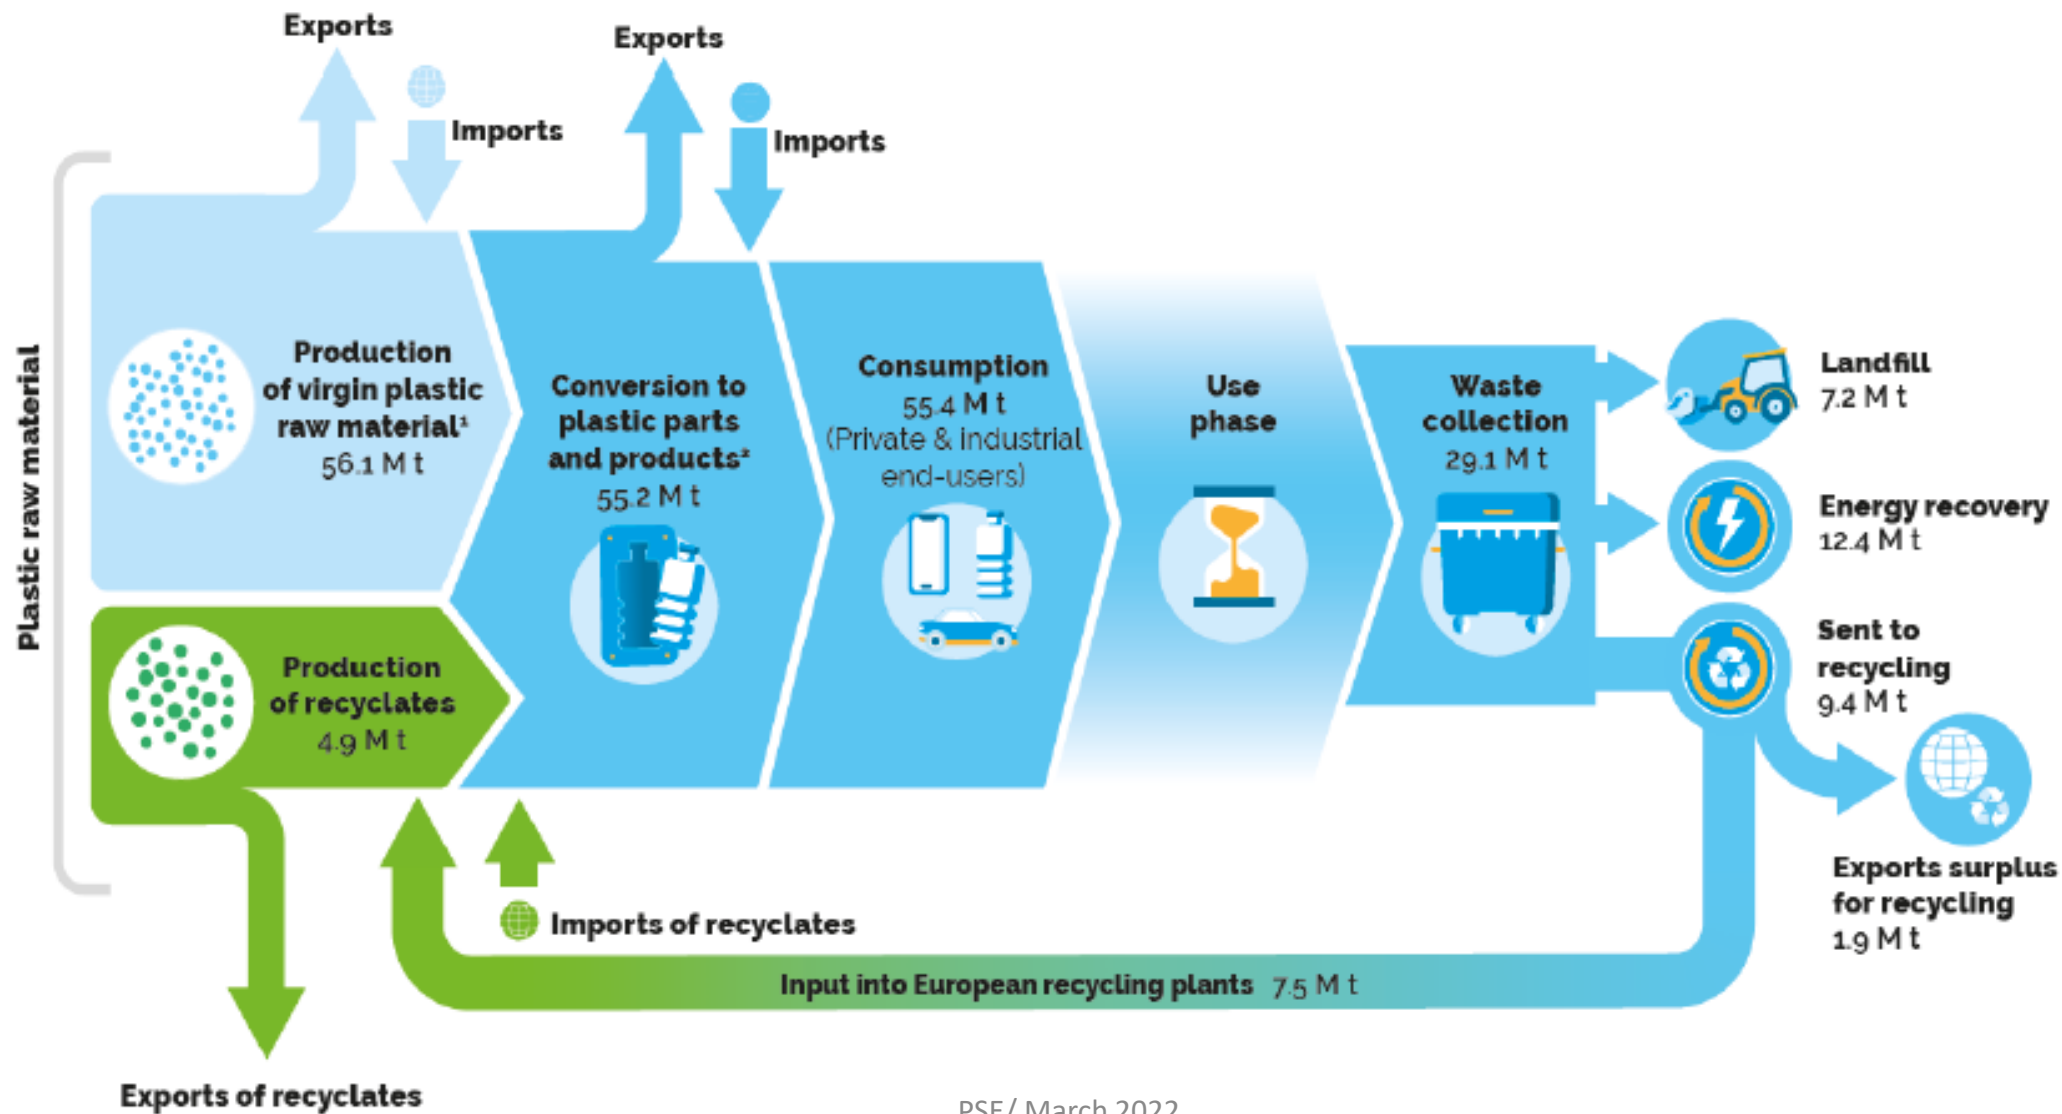 Exports
Imports
Exports
Imports
Plastic raw material
Production
of virgin plastic
raw material¹
56.1 M t
Production
of recyclates
4.9 M t
Conversion to
plastic parts
and products²
55.2 M t
Consumption
55.4 M t
(Private & industrial
end-users)
Use
phase
Waste
collection
29.1 M t
Landfill
7.2 M t
Energy recovery
12.4 M t
Sent to
recycling
9.4 M t
Exports surplus
for recycling
1.9 M t
Imports of recyclates
Input into European recycling plants 7.5 M t
Exports of recyclates
PSE/ March 2022